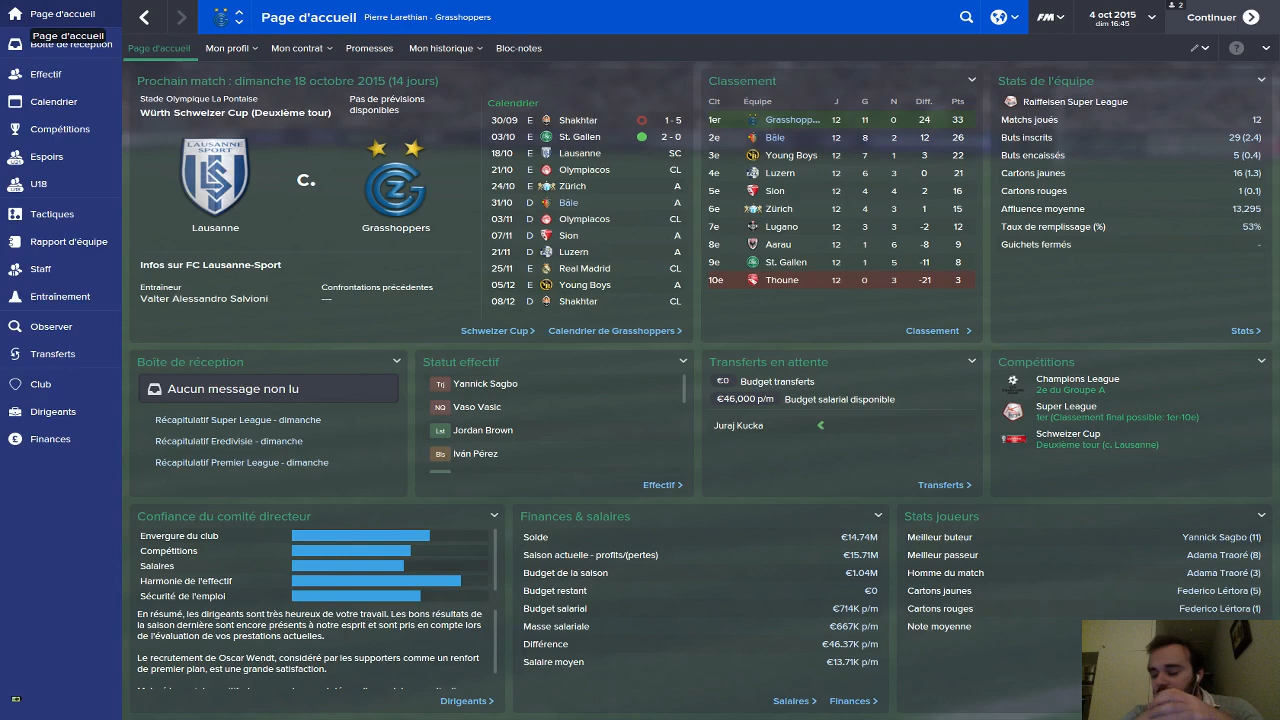 Page d'accueil
Page d'accueil
Boîte de réception
Effectif
Calendrier
Compétitions
Espoirs
U18
Tactiques
Rapport d'équipe
Staff
Entraînement
Observer
Transferts
Club
Dirigeants
Finances
Page d'accueil Pierre Larethian - Grasshoppers
FM
4 oct 2015
dim 16:45
2
Continuer
Page d'accueil Mon profil Mon contrat Promesses Mon historique Bloc-notes
Prochain match : dimanche 18 octobre 2015 (14 jours)
Stade Olympique La Pontaise
Würth Schweizer Cup (Deuxième tour)
Pas de prévisions
disponibles
LAUSANNE
SPORT
c.
Lausanne
Grasshoppers
Infos sur FC Lausanne-Sport
Entraineur
Valter Alessandro Salvioni
Confrontations précédentes
---
Calendrier
30/09 E Shakhtar 1 - 5
03/10 E St. Gallen 2 - 0
18/10 E Lausanne SC
21/10 E Olympiacos CL
24/10 E Zürich A
31/10 D Bâle A
03/11 D Olympiacos CL
07/11 D Sion A
21/11 D Luzern A
25/11 E Real Madrid CL
05/12 E Young Boys A
08/12 D Shakhtar CL
Schweizer Cup > Calendrier de Grasshoppers >
Classement
Clt Équipe J G N Diff. Pts
1er Grasshopp... 12 11 0 24 33
2e Bâle 12 8 2 12 26
3e Young Boys 12 7 1 3 22
4e Luzern 12 6 3 0 21
5e Sion 12 4 4 2 16
6e Zürich 12 4 3 1 15
7e Lugano 12 3 3 -2 12
8e Aarau 12 1 6 -8 9
9e St. Gallen 12 1 5 -11 8
10e Thoune 12 0 3 -21 3
Classement >
Stats de l'équipe
Raiffeisen Super League
Matchs joués 12
Buts inscrits 29 (2.4)
Buts encaissés 5 (0.4)
Cartons jaunes 16 (1.3)
Cartons rouges 1 (0.1)
Affluence moyenne 13,295
Taux de remplissage (%) 53%
Guichets fermés -
Stats >
Boîte de réception
Aucun message non lu
Récapitulatif Super League - dimanche
Récapitulatif Eredivisie - dimanche
Récapitulatif Premier League - dimanche
Statut effectif
Trj Yannick Sagbo
NQ Vaso Vasic
Lst Jordan Brown
Bls Iván Pérez
Effectif >
Transferts en attente
€0 Budget transferts
€46,000 p/m Budget salarial disponible
Juraj Kucka
Transferts >
Compétitions
Champions League
2e du Groupe A
Super League
1er (Classement final possible: 1er-10e)
Schweizer Cup
Deuxième tour (c. Lausanne)
Confiance du comité directeur
Envergure du club
Compétitions
Salaires
Harmonie de l'effectif
Sécurité de l'emploi
En résumé, les dirigeants sont très heureux de votre travail. Les bons résultats de
la saison dernière sont encore présents à notre esprit et sont pris en compte lors
de l'évaluation de vos prestations actuelles.
Le recrutement de Oscar Wendt, considéré par les supporters comme un renfort
de premier plan, est une grande satisfaction.
Dirigeants >
Finances & salaires
Solde €14.74M
Saison actuelle - profits/(pertes) €15.71M
Budget de la saison €1.04M
Budget restant €0
Budget salarial €714K p/m
Masse salariale €667K p/m
Différence €46.37K p/m
Salaire moyen €13.71K p/m
Salaires > Finances >
Stats joueurs
Meilleur buteur Yannick Sagbo (11)
Meilleur passeur Adama Traoré (8)
Homme du match Adama Traoré (3)
Cartons jaunes Federico Lértora (5)
Cartons rouges Federico Lértora (1)
Note moyenne